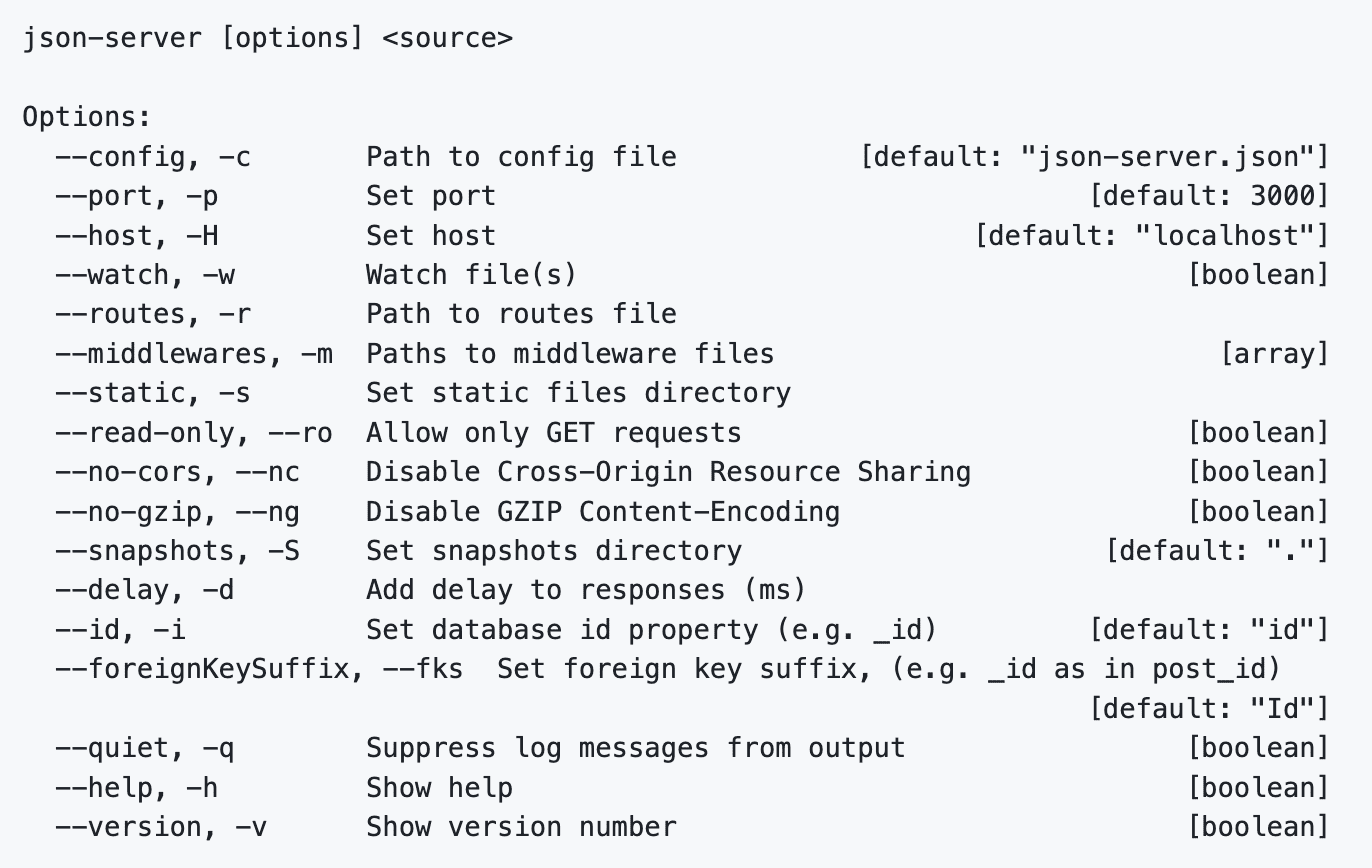 json-server [options] <source>

Options:
  --config, -c       Path to config file           [default: "json-server.json"]
  --port, -p         Set port                                    [default: 3000]
  --host, -H         Set host                             [default: "localhost"]
  --watch, -w        Watch file(s)                                     [boolean]
  --routes, -r       Path to routes file
  --middlewares, -m  Paths to middleware files                           [array]
  --static, -s       Set static files directory
  --read-only, --ro  Allow only GET requests                           [boolean]
  --no-cors, --nc    Disable Cross-Origin Resource Sharing             [boolean]
  --no-gzip, --ng    Disable GZIP Content-Encoding                     [boolean]
  --snapshots, -S    Set snapshots directory                      [default: "."]
  --delay, -d        Add delay to responses (ms)
  --id, -i           Set database id property (e.g. _id)         [default: "id"]
  --foreignKeySuffix, --fks  Set foreign key suffix, (e.g. _id as in post_id)
                                                                 [default: "Id"]
  --quiet, -q        Suppress log messages from output                 [boolean]
  --help, -h         Show help                                         [boolean]
  --version, -v      Show version number                               [boolean]